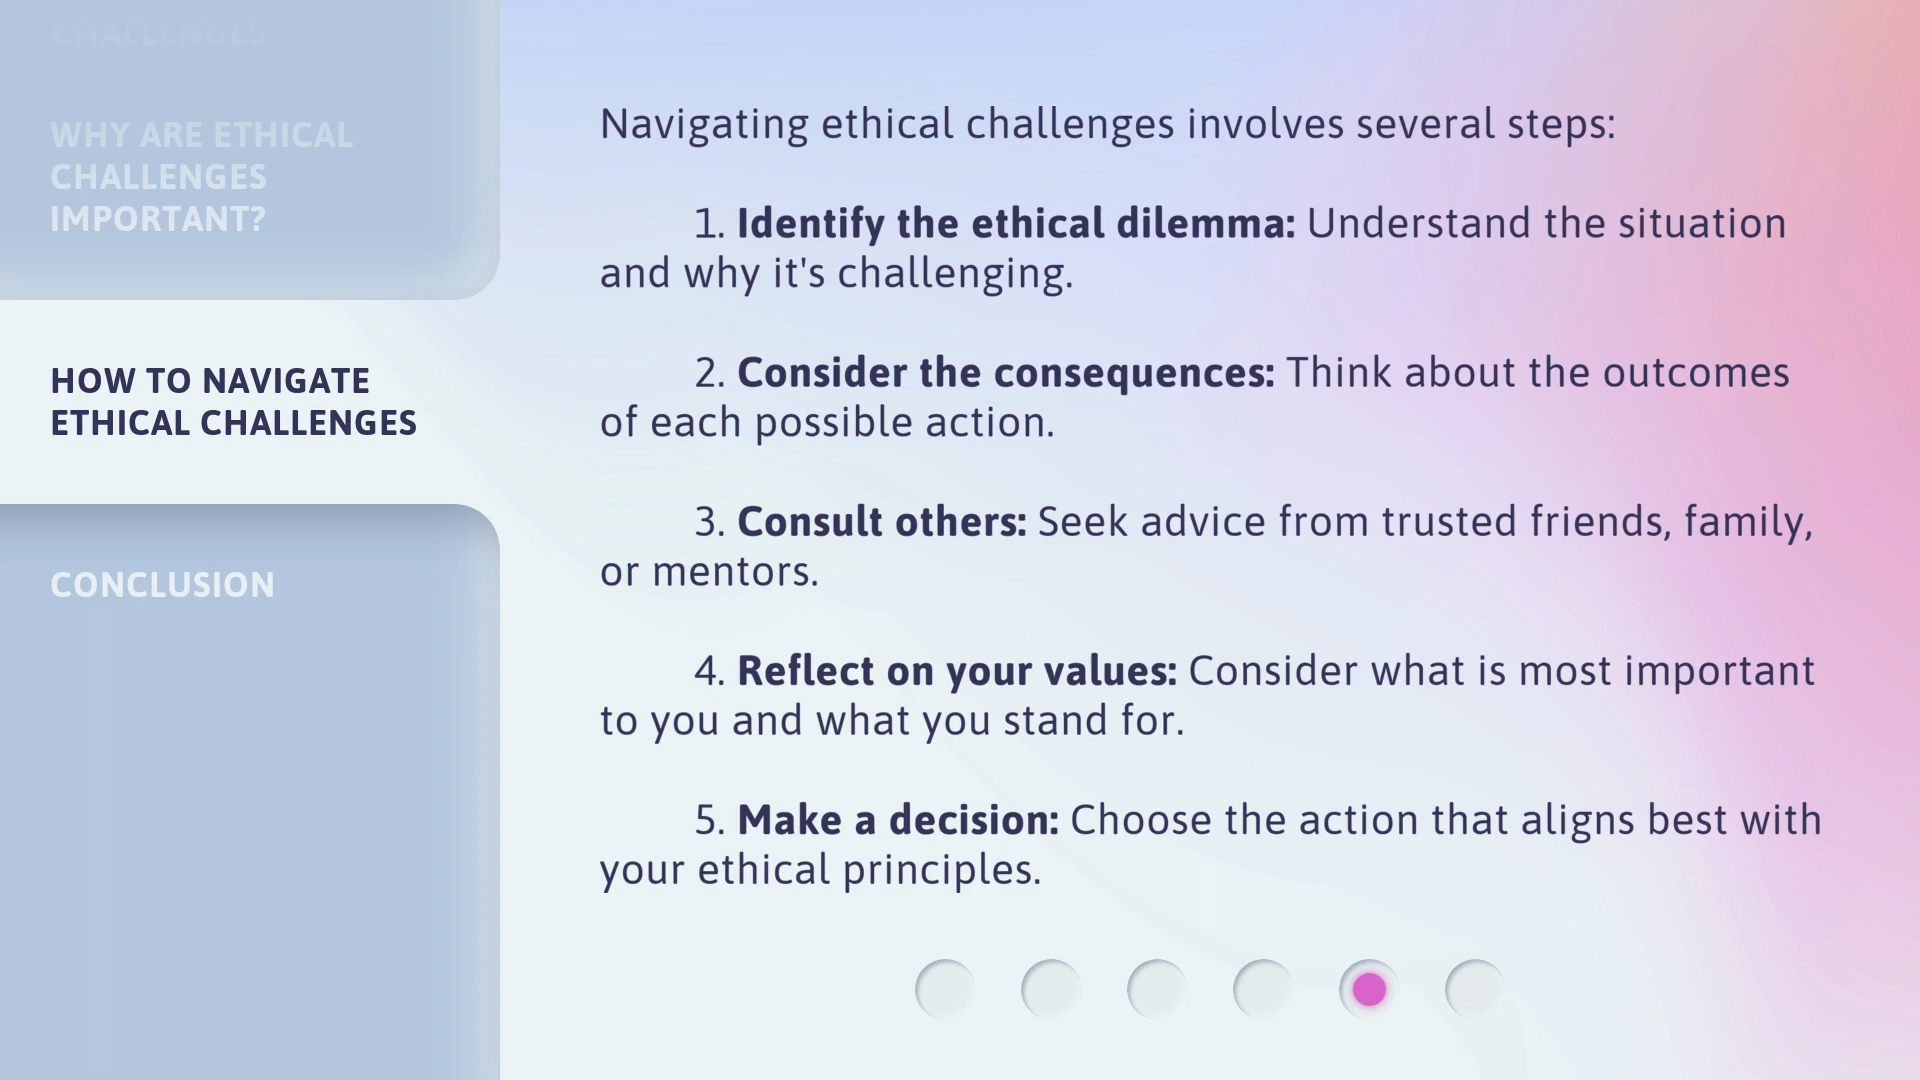 CHALLENGES
WHY ARE ETHICAL
CHALLENGES
IMPORTANT?
HOW TO NAVIGATE
ETHICAL CHALLENGES
CONCLUSION
Navigating ethical challenges involves several steps:
1. Identify the ethical dilemma: Understand the situation
and why it's challenging.
2. Consider the consequences: Think about the outcomes
of each possible action.
3. Consult others: Seek advice from trusted friends, family,
or mentors.
4. Reflect on your values: Consider what is most important
to you and what you stand for.
5. Make a decision: Choose the action that aligns best with
your ethical principles.